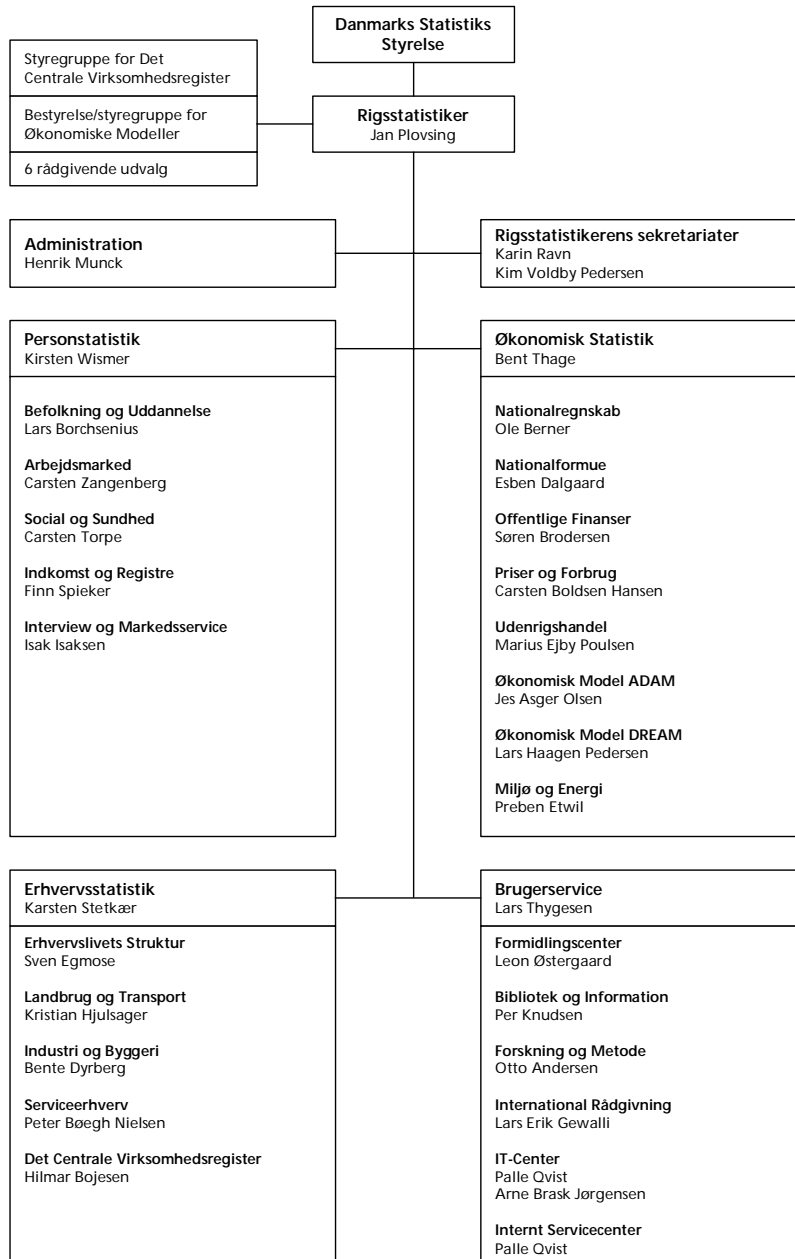 Danmarks Statistiks
Styrelse
Styregruppe for Det
Centrale Virksomhedsregister
Bestyrelse/styregruppe for
Økonomiske Modeller
6 rådgivende udvalg
Rigsstatistiker
Jan Plovsing
Administration
Henrik Munck
Rigsstatistikerens sekretariater
Karin Ravn
Kim Voldby Pedersen
Personstatistik
Kirsten Wismer
Befolkning og Uddannelse
Lars Borchsenius
Arbejdsmarked
Carsten Zangenberg
Social og Sundhed
Carsten Torpe
Indkomst og Registre
Finn Spieker
Interview og Markedsservice
Isak Isaksen
Økonomisk Statistik
Bent Thage
Nationalregnskab
Ole Berner
Nationalformue
Esben Dalgaard
Offentlige Finanser
Søren Brodersen
Priser og Forbrug
Carsten Boldsen Hansen
Udenrigshandel
Marius Ejby Poulsen
Økonomisk Model ADAM
Jes Asger Olsen
Økonomisk Model DREAM
Lars Haagen Pedersen
Miljø og Energi
Preben Etwil
Erhvervsstatistik
Karsten Stetkær
Erhvervslivets Struktur
Sven Egmose
Landbrug og Transport
Kristian Hjulsager
Industri og Byggeri
Bente Dyrberg
Serviceerhverv
Peter Bøegh Nielsen
Det Centrale Virksomhedsregister
Hilmar Bojesen
Brugerservice
Lars Thygesen
Formidlingscenter
Leon Østergaard
Bibliotek og Information
Per Knudsen
Forskning og Metode
Otto Andersen
International Rådgivning
Lars Erik Gewalli
IT-Center
Palle Qvist
Arne Brask Jørgensen
Internt Servicecenter
Palle Qvist